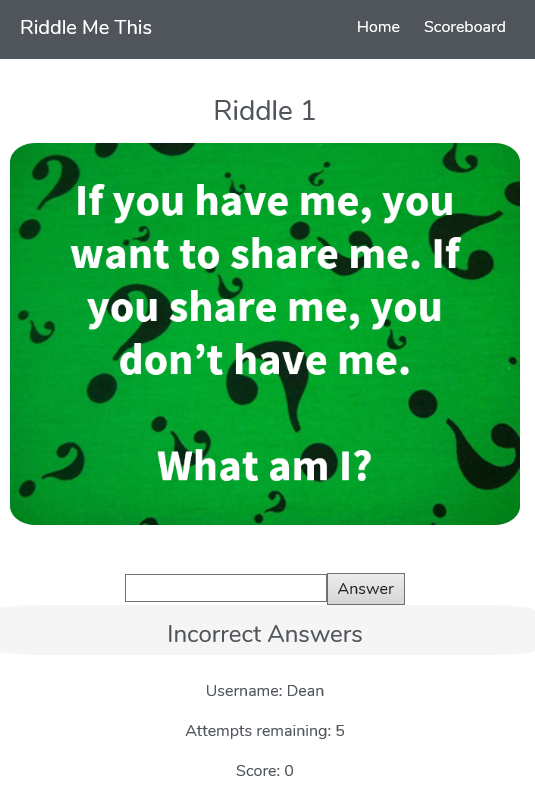 Riddle Me This Home Scoreboard
Riddle 1
If you have me, you
want to share me. If
you share me, you
don’t have me.
What am I?
Answer
Incorrect Answers
Username: Dean
Attempts remaining: 5
Score: 0